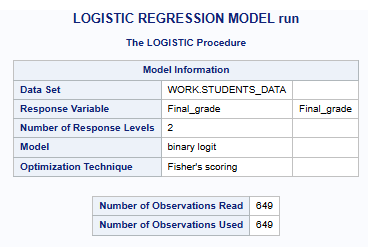 LOGISTIC REGRESSION MODEL run
The LOGISTIC Procedure
Model Information
Data Set WORK.STUDENTS_DATA
Response Variable Final_grade Final_grade
Number of Response Levels 2
Model binary logit
Optimization Technique Fisher's scoring
Number of Observations Read 649
Number of Observations Used 649